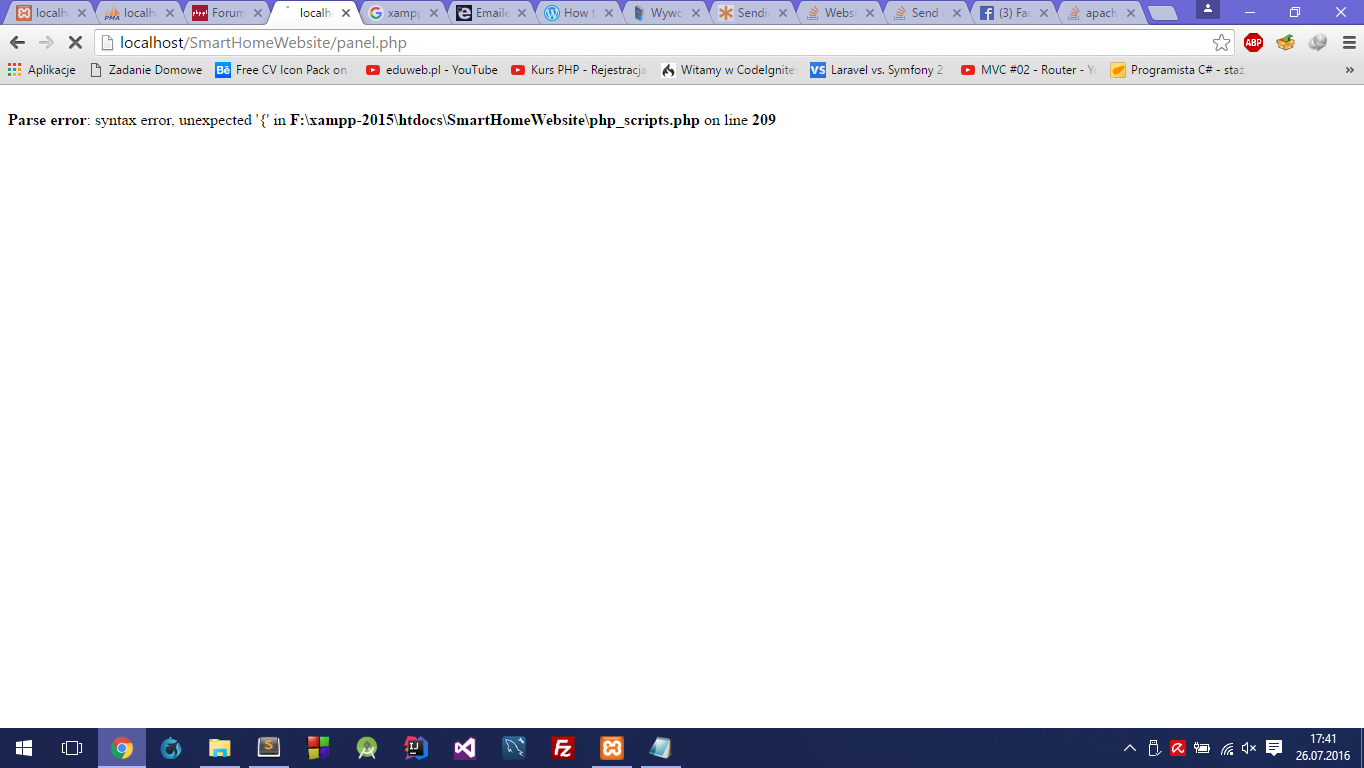 localh
localh
Forum
localh
xampp
Emaile
How t
Wywo
Sendi
Websi
Send a
(3) Fac
apach
localhost/SmartHomeWebsite/panel.php
ABP
Aplikacje
Zadanie Domowe
Free CV Icon Pack on
eduweb.pl - YouTube
Kurs PHP - Rejestracja
Witamy w CodeIgnite
Laravel vs. Symfony 2
MVC #02 - Router - Yo
Programista C# - staż
»
Parse error: syntax error, unexpected '{' in F:\xampp-2015\htdocs\SmartHomeWebsite\php_scripts.php on line 209
17:41
26.07.2016